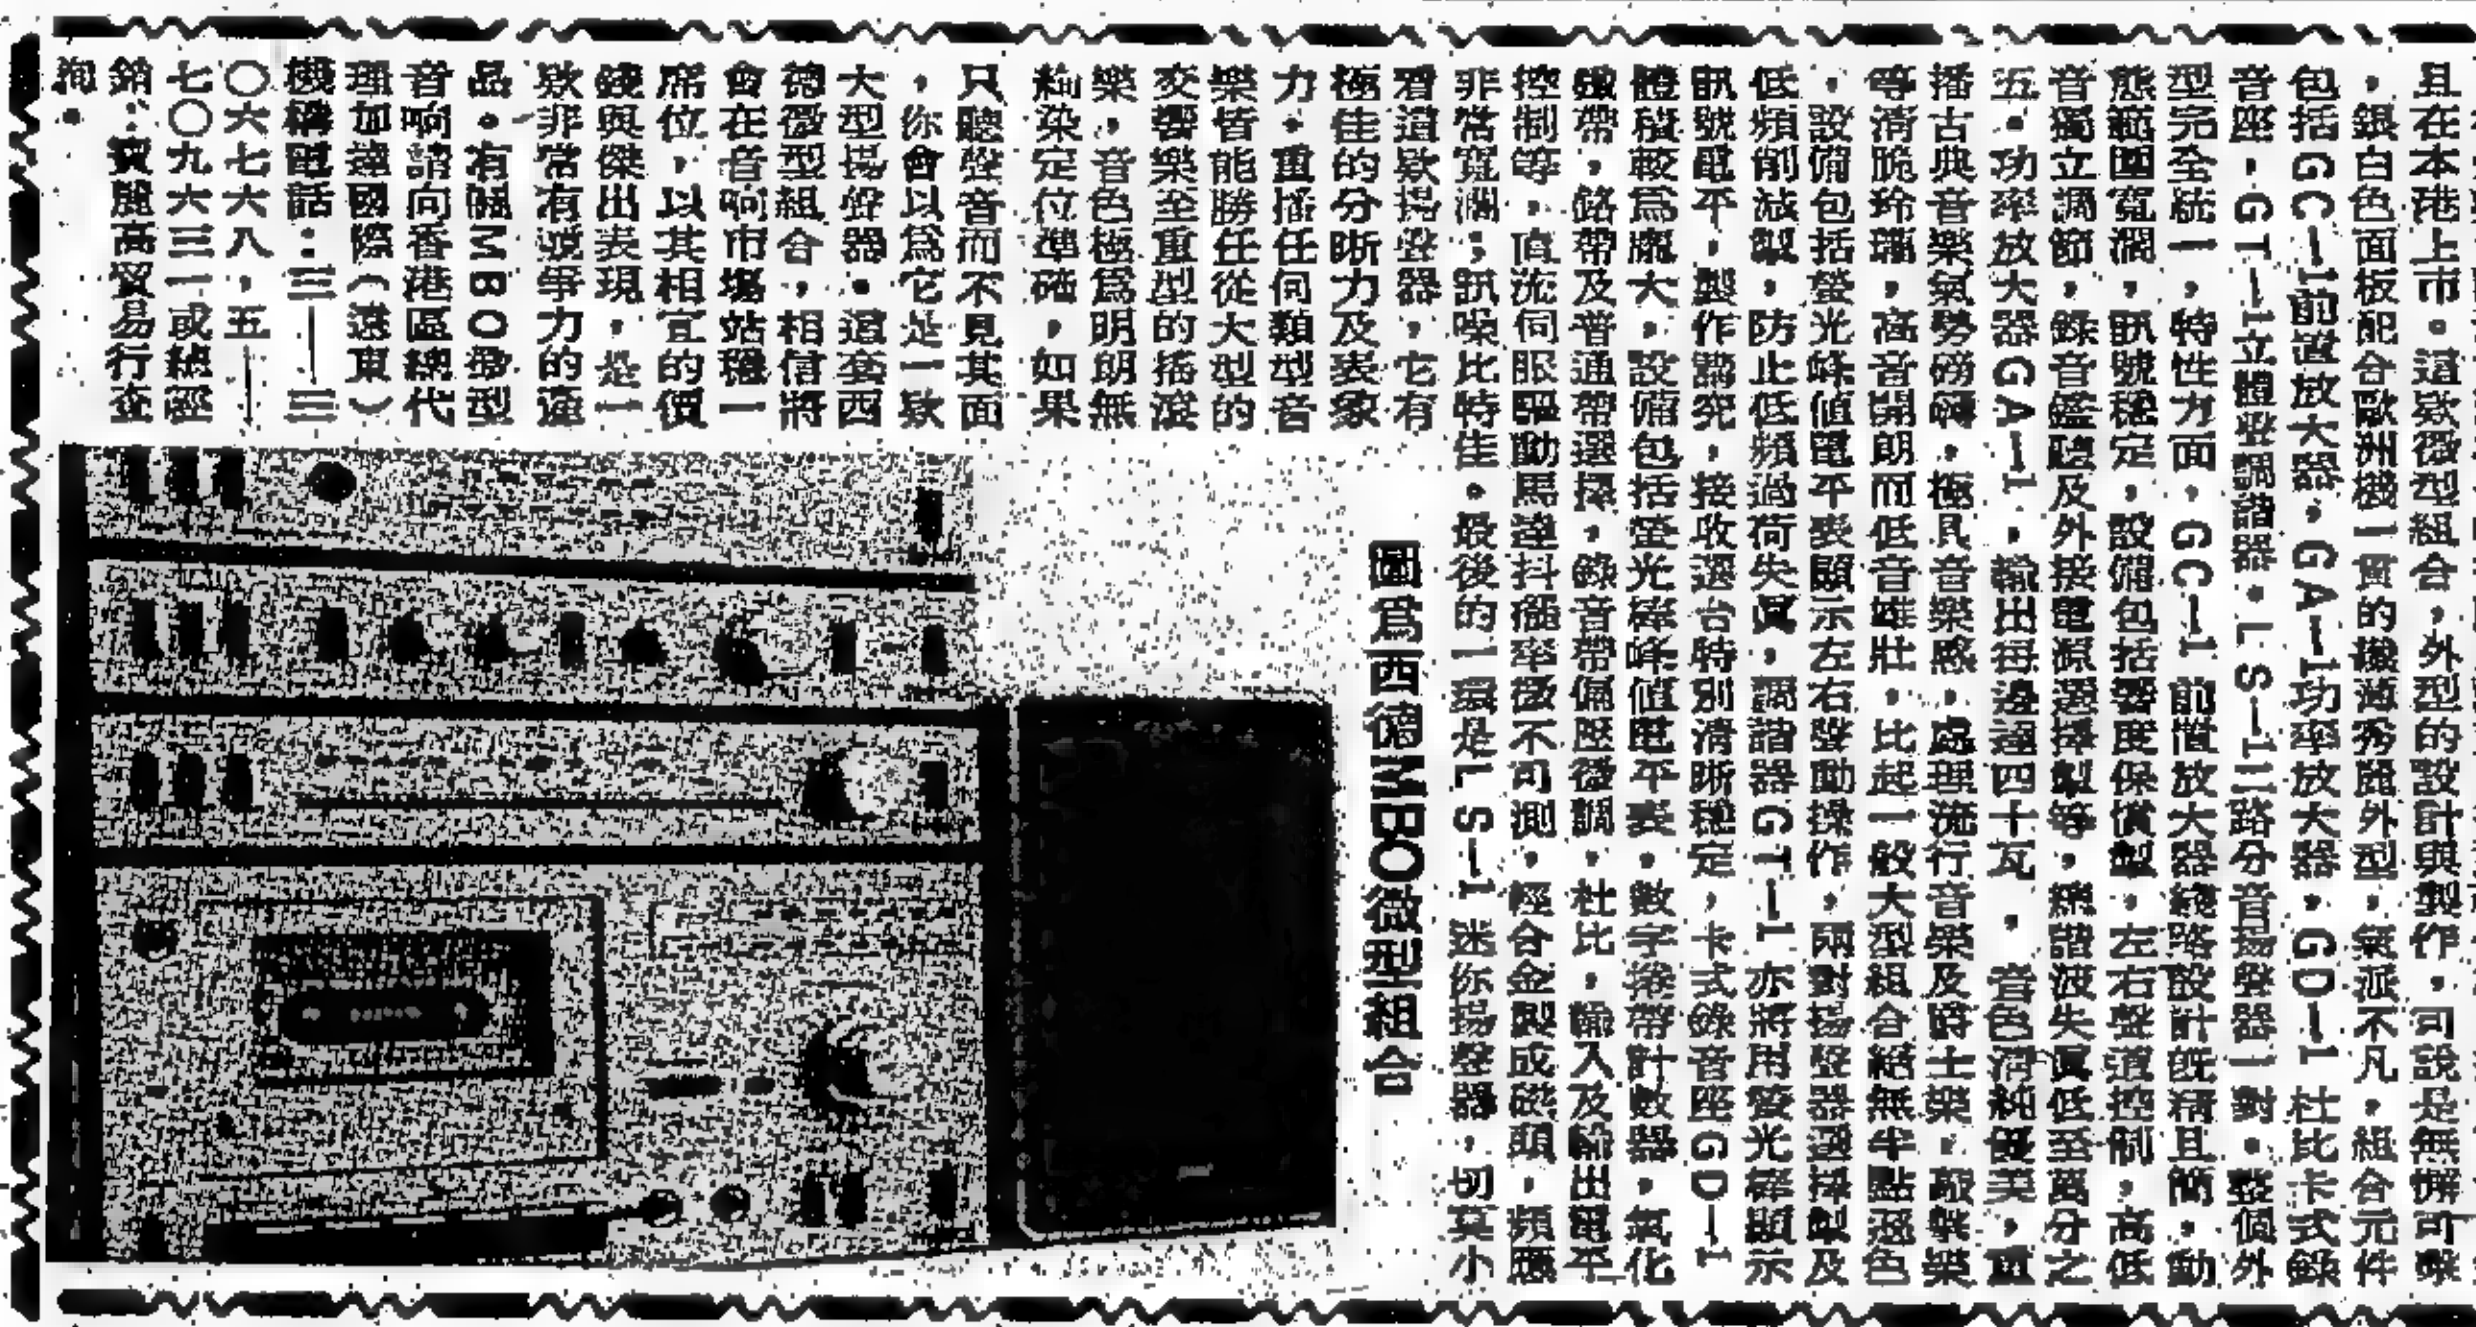 且在本港上市。這欵微型組合，外型的設計與製作，司說是無懈可擊
，銀白色面板配合歐洲機一貫的纖薄秀麗外型，氣派不凡，組合元件
包括GC—1前置放大器，GA—1功率放大器，GD—1杜比卡式錄
音座，GT—1立體聲調諧器。LS—1三路分音揚聲器一對。整個外
型完全統一，特性方面，GC—1前置放大器綫路設計旣精且簡，動
態範圍寬濶，訊號穩定，設備包括響度保償掣，左右聲道控制，高低
音獨立調節，錄音監聽及外接電源選擇掣等，總諧波失眞低至萬分之
五。功率放大器GA—1，輸出每邊達四十瓦，音色淸純優美，重
播古典音樂氣勢磅礴，極具音樂感，處理流行音樂及爵士樂，敲擊樂
等淸脆玲瓏，高音開朗而低音雄壯，比起一般大型組合絕無半點遜色
，設備包括螢光峰値電平表顯示左右發動操作，兩對揚聲器選擇掣及
低頻削減掣，防止低頻過荷失眞，調諧器GT—1亦將用螢光碎顯示
訊號電平，製作講究，接收選台時別淸晰穩定，卡式錄音座GD—1
體積較爲龐大，設備包括螢光碎峰値電平表，數字捲帶計數器，氧化
鐵帶，鉻帶及普通帶選擇，錄音帶偏壓微調，杜比，輸入及輸出電平
控制等，直流伺服驅動馬達抖擺率微不可測，輕合金製成磁頭，頻應
非常寬濶，訊噪比特佳。最後的一環是LS—1迷你揚聲器，切莫小
看這欵揚聲器，它有
極佳的分晰力及表象
力，重播任何類型音
樂皆能勝任從大型的
交響樂至重型的搖滾
樂，音色極爲明朗無
染定位準確，如果
只聽聲音而不見其面
，你會以爲它是一欵
大型揚聲器。這套西
德微型組合，相信將
會在音响市塲站穩一
席位，以其相宜的價
錢與傑出表現，是一
欵非常有競爭力的產
品。有關MBO微型
音响請向香港區總代
理加達國際（遠東）
機構電話：三—三
〇六七六八，五—
七〇九六三一或總經
銷：寶麗高貿易行查
詢。
圖爲西德MBO微型組合